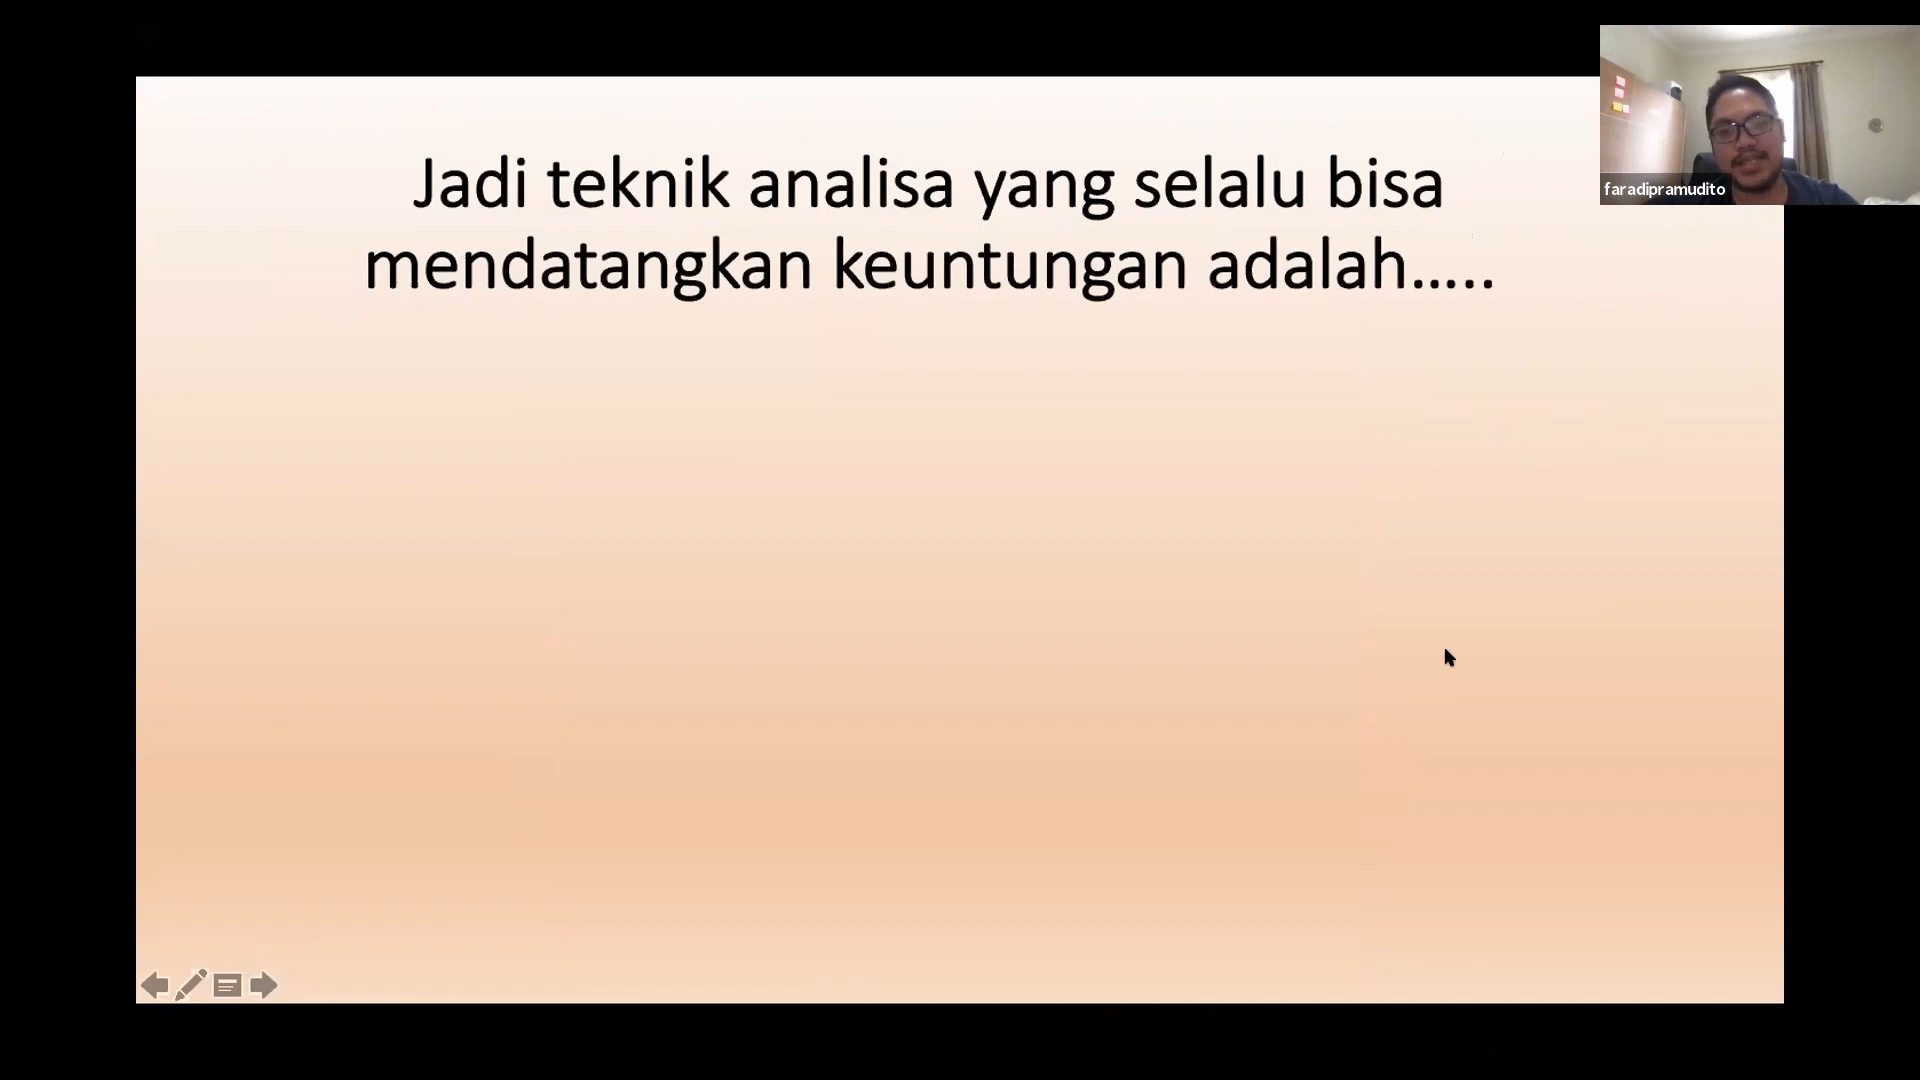 Jadi teknik analisa yang selalu bisa
mendatangkan keuntungan adalah.....
faradipramudito